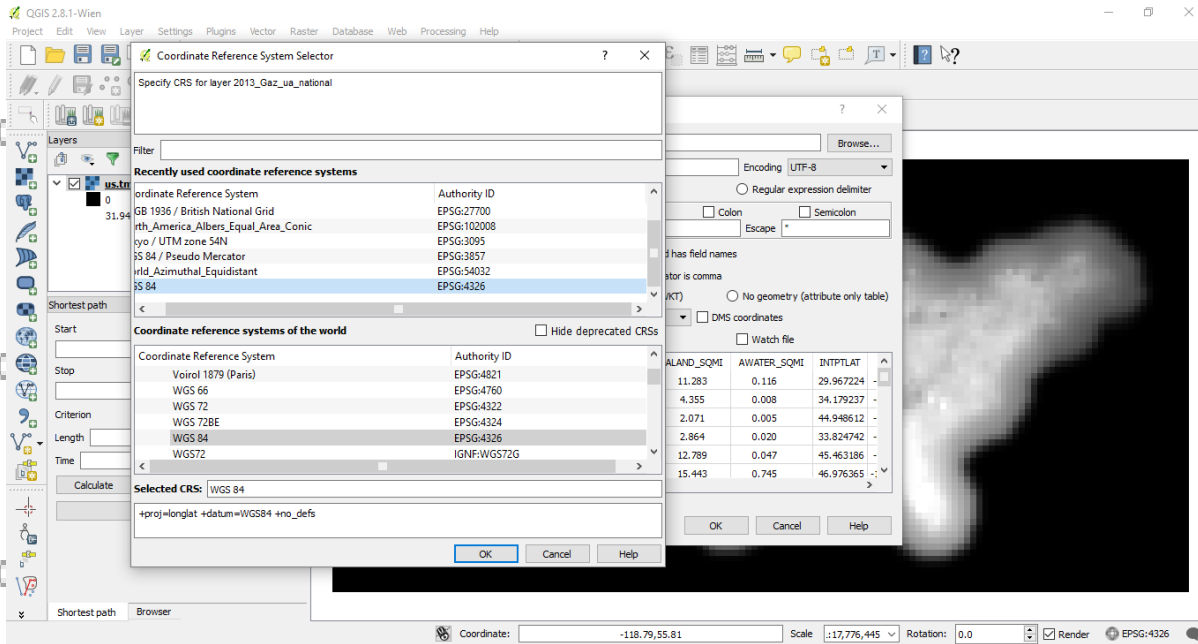 QGIS 2.8.1-Wien
Project Edit View Layer Settings Plugins Vector Raster Database Web Processing Help
Coordinate Reference System Selector
?
Specify CRS for layer 2013_Gaz_ua_national
Filter
Recently used coordinate reference systems
oordinate Reference System Authority ID
GB 1936 / British National Grid EPSG:27700
rth_America_Albers_Equal_Area_Conic EPSG:102008
kyo / UTM zone 54N EPSG:3095
GS 84 / Pseudo Mercator EPSG:3857
orld_Azimuthal_Equidistant EPSG:54032
GS 84 EPSG:4326
Coordinate reference systems of the world Hide deprecated CRSs
Coordinate Reference System Authority ID
Voirol 1879 (Paris) EPSG:4821
WGS 66 EPSG:4760
WGS 72 EPSG:4322
WGS 72BE EPSG:4324
WGS 84 EPSG:4326
WGS72 IGNF:WGS72G
Selected CRS: WGS 84
+proj=longlat +datum=WGS84 +no_defs
OK Cancel Help
Layers
us.tm
0
31.94
Shortest path
Start
Stop
Criterion
Length
Time
Calculate
Shortest path Browser
?
Browse...
Encoding UTF-8
Regular expression delimiter
Colon Semicolon
Escape "
d has field names
ator is comma
/KT) No geometry (attribute only table)
DMS coordinates
Watch file
ALAND_SQMI AWATER_SQMI INTPTLAT
11.283 0.116 29.967224 -
4.355 0.008 34.179237 -
2.071 0.005 44.948612 -
2.864 0.020 33.824742 -
12.789 0.047 45.463186 -
15.443 0.745 46.976365 -:
OK Cancel Help
Coordinate: -118.79,55.81 Scale .:17,776,445 Rotation: 0.0 Render EPSG:4326